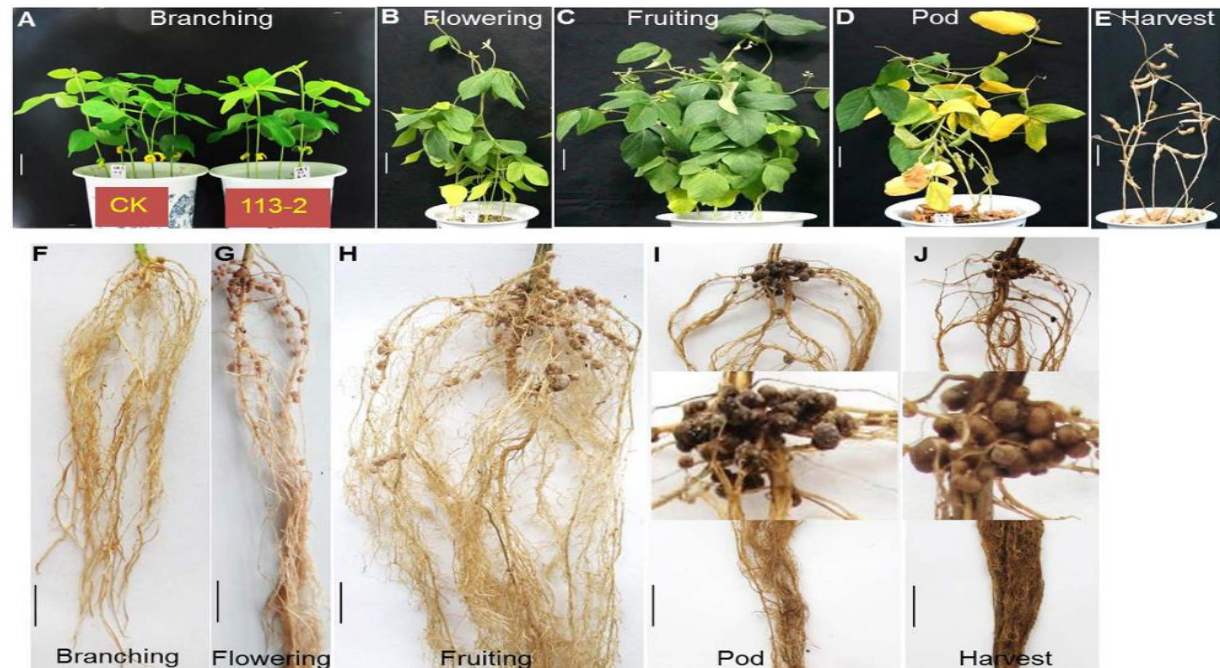 A Branching
B Flowering
C Fruiting
D Pod
E Harvest
CK
113-2
F
G
H
I
J
Branching
Flowering
Fruiting
Pod
Harvest